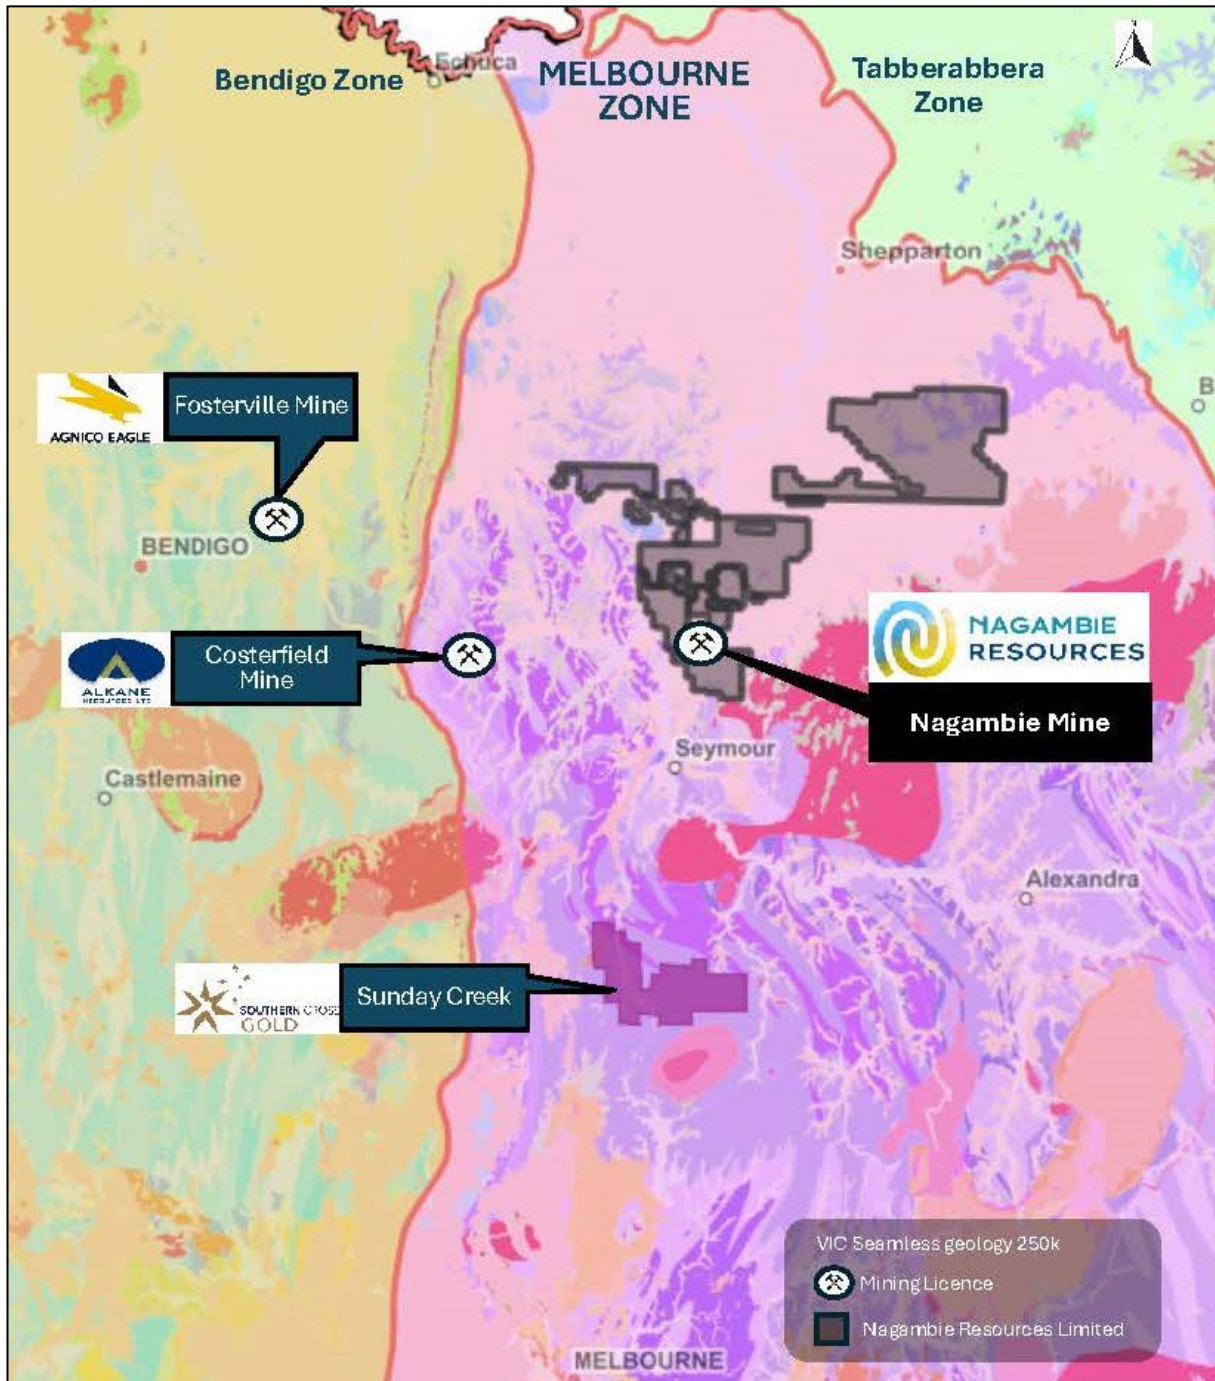 Bendigo Zone
Echuca
MELBOURNE
ZONE
Tabberabbera
Zone
Shepparton
AGNICO EAGLE
Fosterville Mine
B
BENDIGO
ALKANE
RESOURCES LTD
Costerfield
Mine
NAGAMBIE
RESOURCES
Nagambie Mine
Seymour
Castlemaine
Alexandra
SOUTHERN CROSS
GOLD
Sunday Creek
VIC Seamless geology 250k
Mining Licence
Nagambie Resources Limited
MELBOURNE